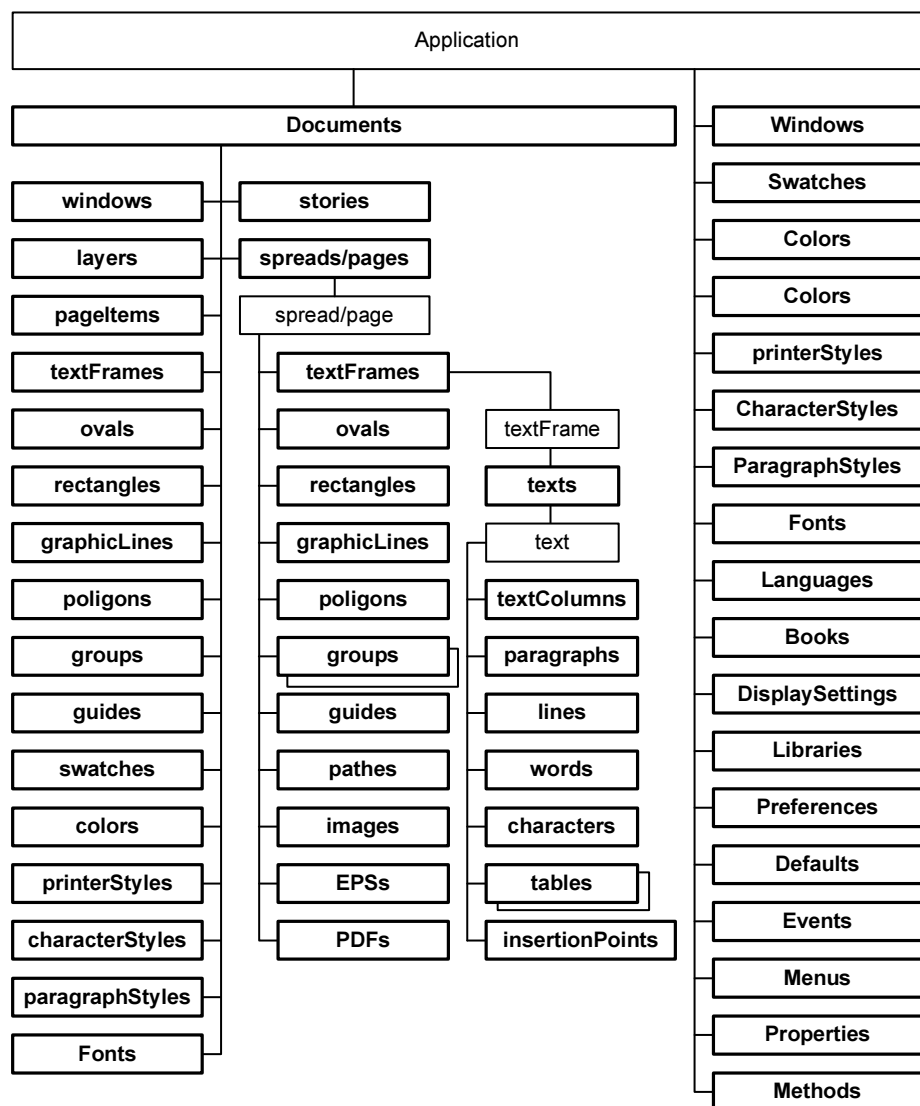 Application
Documents
windows
layers
pageItems
textFrames
ovals
rectangles
graphicLines
poligons
groups
guides
swatches
colors
printerStyles
characterStyles
paragraphStyles
Fonts
stories
spreads/pages
spread/page
textFrames
ovals
rectangles
graphicLines
poligons
groups
guides
pathes
images
EPSs
PDFs
textFrame
texts
text
textColumns
paragraphs
lines
words
characters
tables
insertionPoints
Windows
Swatches
Colors
Colors
printerStyles
CharacterStyles
ParagraphStyles
Fonts
Languages
Books
DisplaySettings
Libraries
Preferences
Defaults
Events
Menus
Properties
Methods